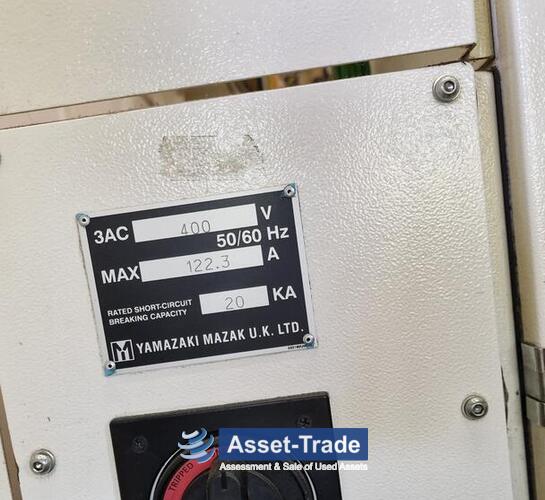 3AC 400 V
50/60 Hz
MAX 122.3 A
RATED SHORT-CIRCUIT
BREAKING CAPACITY 20 KA
YAMAZAKI MAZAK U.K. LTD.
TRIPPED
Asset-Trade
Assessment & Sale of Used Assets